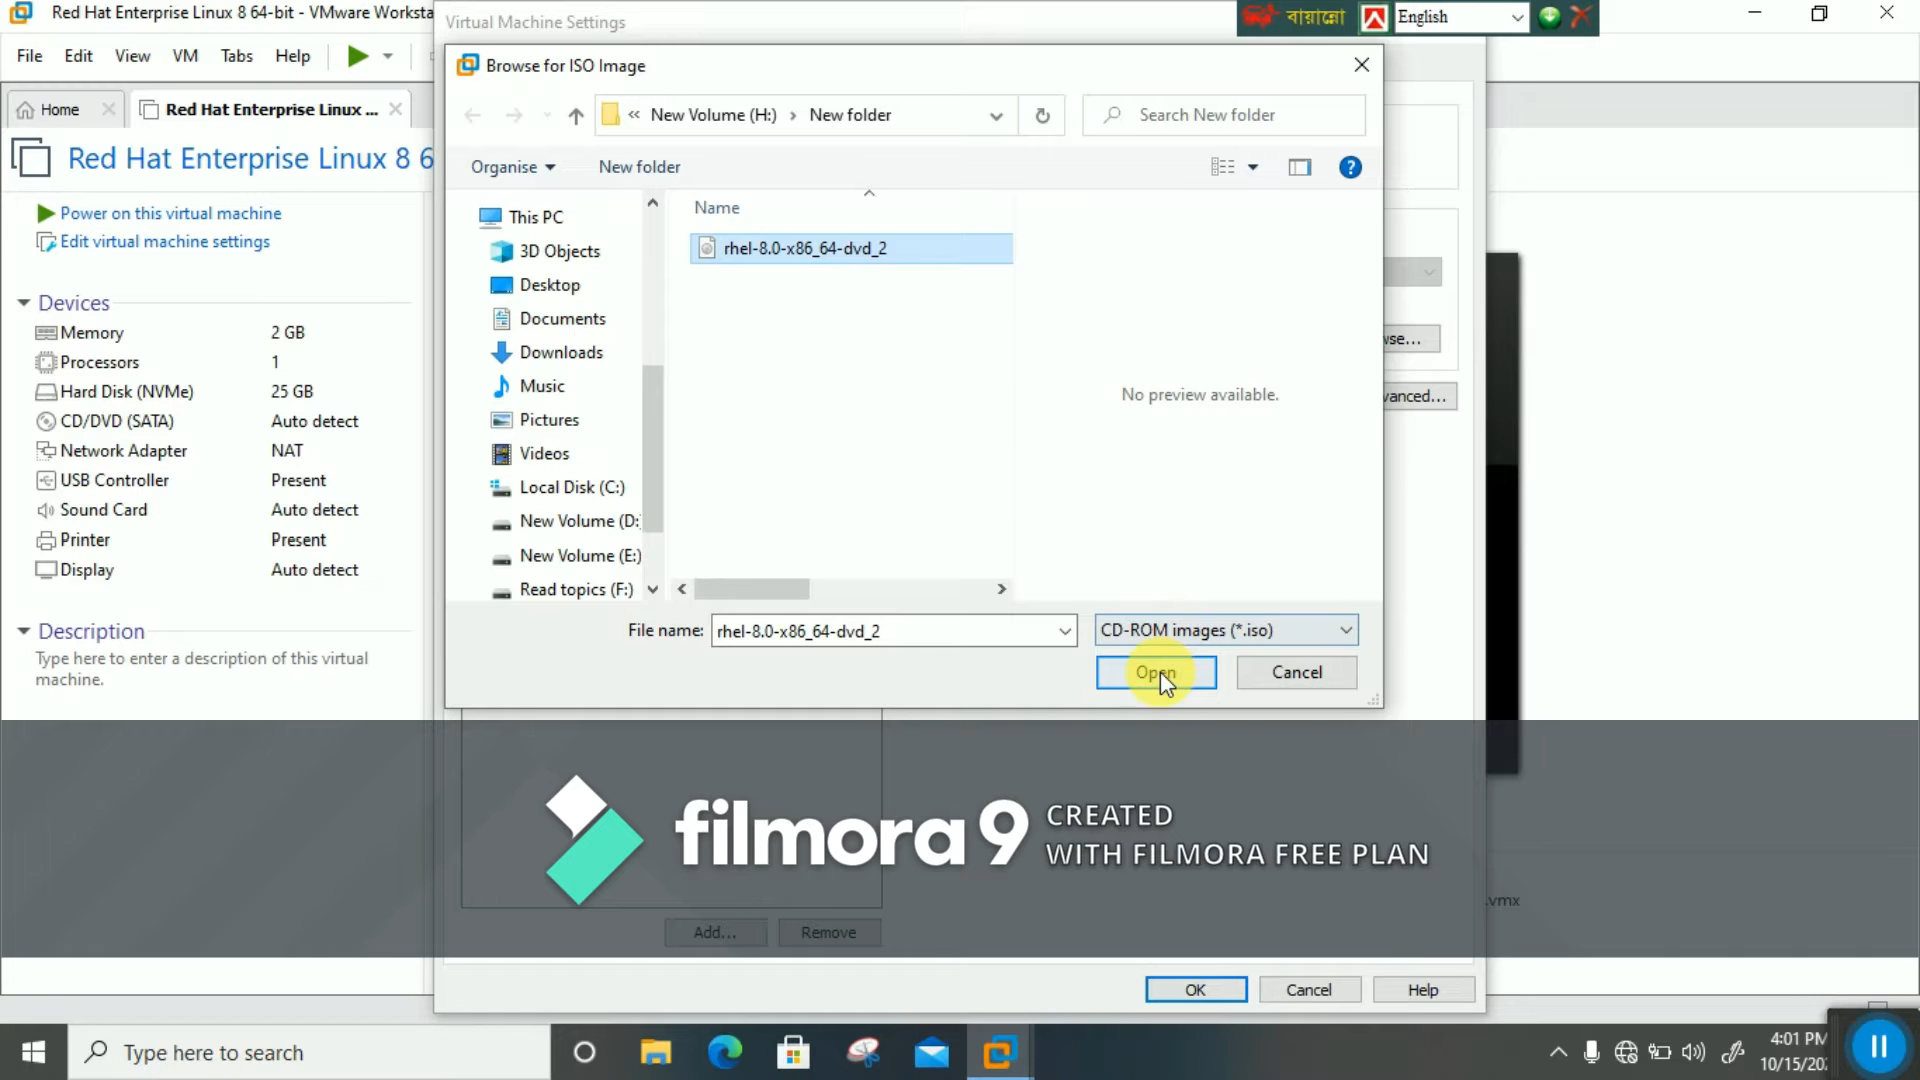 Red Hat Enterprise Linux 8 64-bit - VMware Worksta
Virtual Machine Settings
বায়ান্নো
English
File Edit View VM Tabs Help
Browse for ISO Image
Home
Red Hat Enterprise Linux ...
« New Volume (H:) › New folder
Search New folder
Red Hat Enterprise Linux 8 6
Organise
New folder
Power on this virtual machine
Edit virtual machine settings
This PC
3D Objects
Desktop
Documents
Downloads
Music
Pictures
Videos
Local Disk (C:)
New Volume (D:
New Volume (E:)
Read topics (F:)
Name
rhel-8.0-x86_64-dvd_2
No preview available.
wse...
vanced...
Devices
Memory 2 GB
Processors 1
Hard Disk (NVMe) 25 GB
CD/DVD (SATA) Auto detect
Network Adapter NAT
USB Controller Present
Sound Card Auto detect
Printer Present
Display Auto detect
Description
Type here to enter a description of this virtual
machine.
File name: rhel-8.0-x86_64-dvd_2
CD-ROM images (*.iso)
Open
Cancel
filmora9
CREATED
WITH FILMORA FREE PLAN
.vmx
Add...
Remove
OK
Cancel
Help
Type here to search
4:01 PM
10/15/202